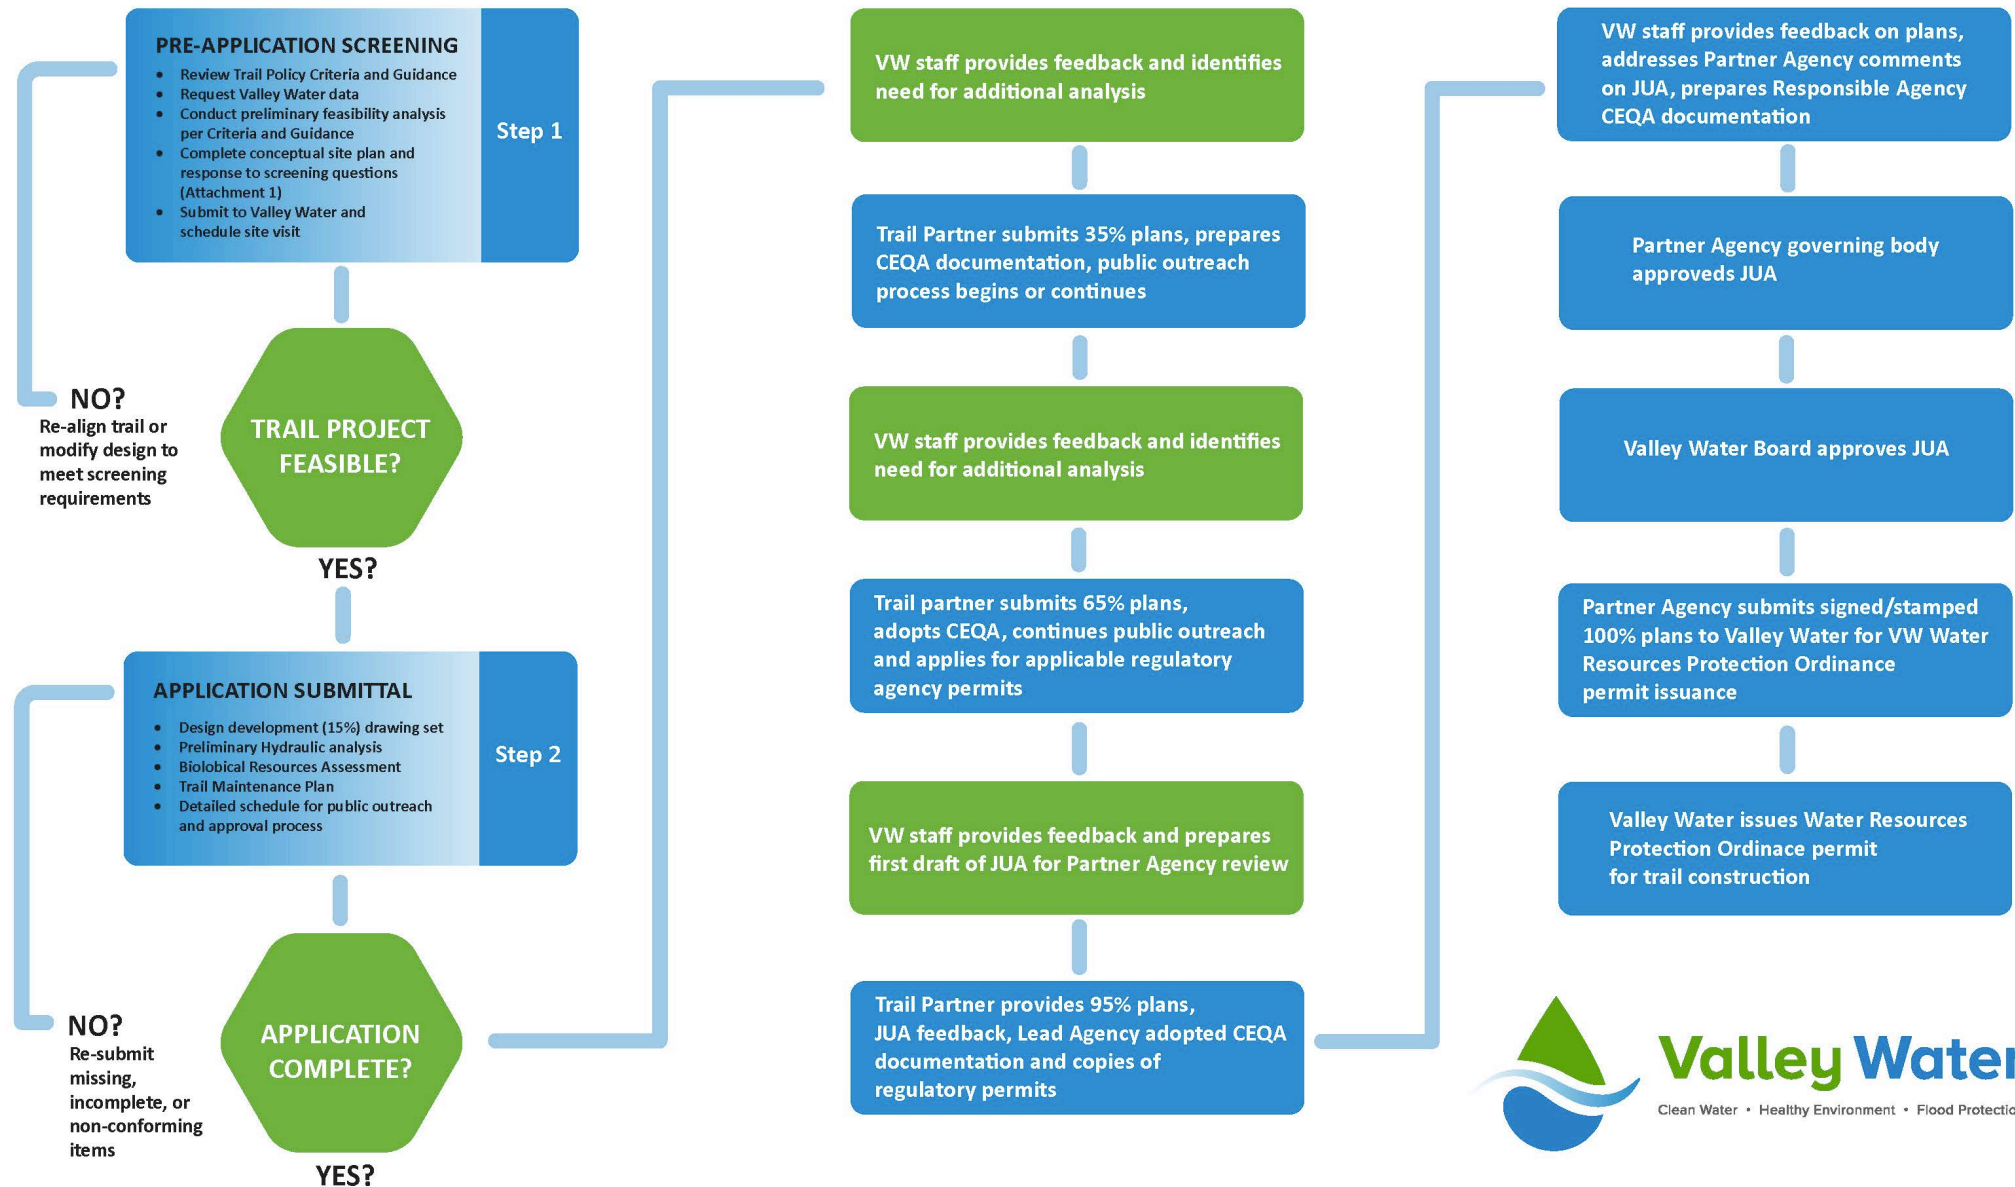 PRE-APPLICATION SCREENING
• Review Trail Policy Criteria and Guidance
• Request Valley Water data
• Conduct preliminary feasibility analysis
per Criteria and Guidance
• Complete conceptual site plan and
response to screening questions
(Attachment 1)
• Submit to Valley Water and
schedule site visit
Step 1
NO?
Re-align trail or
modify design to
meet screening
requirements
TRAIL PROJECT
FEASIBLE?
YES?
APPLICATION SUBMITTAL
• Design development (15%) drawing set
• Preliminary Hydraulic analysis
• Biolobical Resources Assessment
• Trail Maintenance Plan
• Detailed schedule for public outreach
and approval process
Step 2
NO?
Re-submit
missing,
incomplete, or
non-conforming
items
APPLICATION
COMPLETE?
YES?
VW staff provides feedback and identifies
need for additional analysis
Trail Partner submits 35% plans, prepares
CEQA documentation, public outreach
process begins or continues
VW staff provides feedback and identifies
need for additional analysis
Trail partner submits 65% plans,
adopts CEQA, continues public outreach
and applies for applicable regulatory
agency permits
VW staff provides feedback and prepares
first draft of JUA for Partner Agency review
Trail Partner provides 95% plans,
JUA feedback, Lead Agency adopted CEQA
documentation and copies of
regulatory permits
VW staff provides feedback on plans,
addresses Partner Agency comments
on JUA, prepares Responsible Agency
CEQA documentation
Partner Agency governing body
approveds JUA
Valley Water Board approves JUA
Partner Agency submits signed/stamped
100% plans to Valley Water for VW Water
Resources Protection Ordinance
permit issuance
Valley Water issues Water Resources
Protection Ordinace permit
for trail construction
Valley Water
Clean Water • Healthy Environment • Flood Protectio